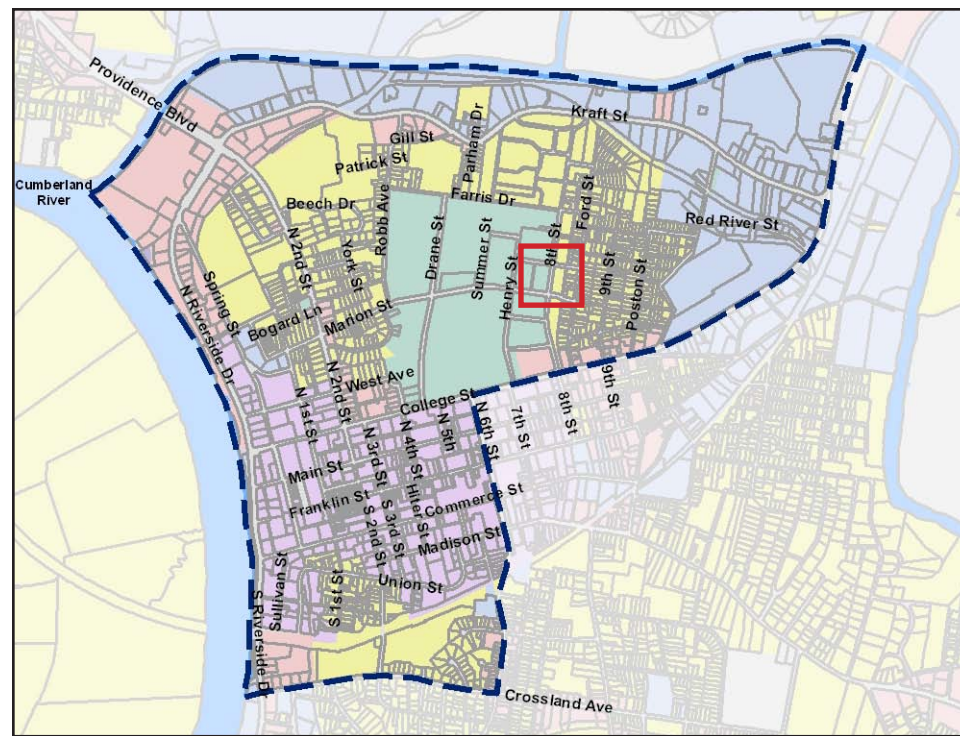 Providence Blvd
Kraft St
Gill St
Parham Dr
Patrick St
Cumberland
River
Farris Dr
Beech Dr
Robb Ave
Ford St
Red River St
N 2nd St
York St
Drane St
Summer St
8th St
Henry St
9th St
Poston St
Spring St
N Riverside Dr
Bogard Ln
Marion St
West Ave
N 2nd St
College St
N 1st St
N 5th
N 6th St
7th St
8th St
9th St
N 4th St
N 3rd St
Main St
Franklin St
Hiter St
Commerce St
S 3rd St
S 2nd St
Madison St
Union St
Sullivan St
S 1st St
S Riverside Dr
Crossland Ave